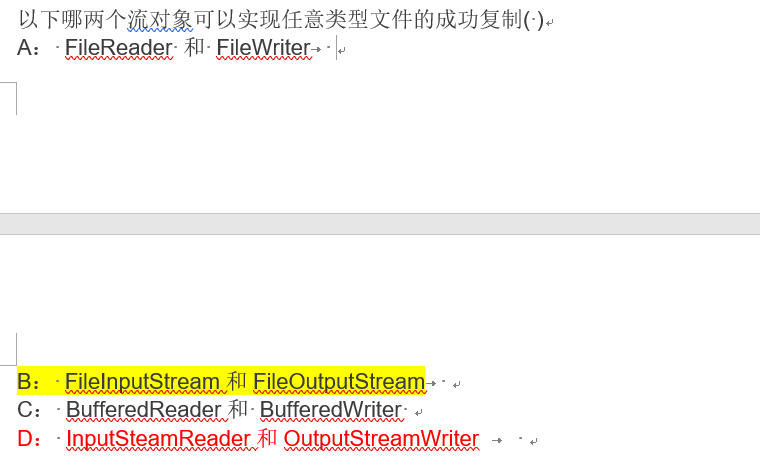 以下哪两个流对象可以实现任意类型文件的成功复制( )
A： FileReader 和 FileWriter
B： FileInputStream 和 FileOutputStream
C： BufferedReader 和 BufferedWriter
D： InputSteamReader 和 OutputStreamWriter